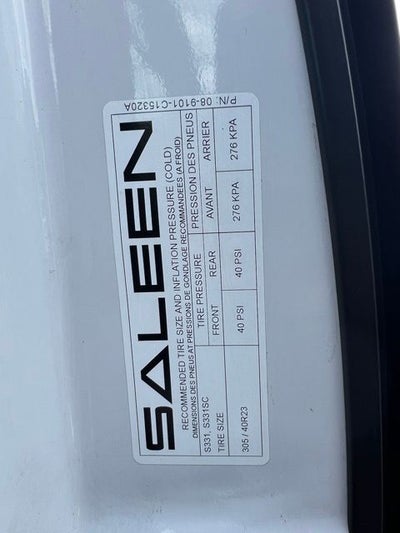 SALEEN
RECOMMENDED TIRE SIZE AND INFLATION PRESSURE (COLD)
DIMENSIONS DES PNEUS AT PRESSIONS DE GONDLAGE RECOMMANDEES (A FROID)
S331, S331SC TIRE PRESSURE PRESSION DES PNEUS
TIRE SIZE FRONT REAR AVANT ARRIER
305 / 40R23 40 PSI 40 PSI 276 KPA 276 KPA
P/N: 08-9101-C15320A